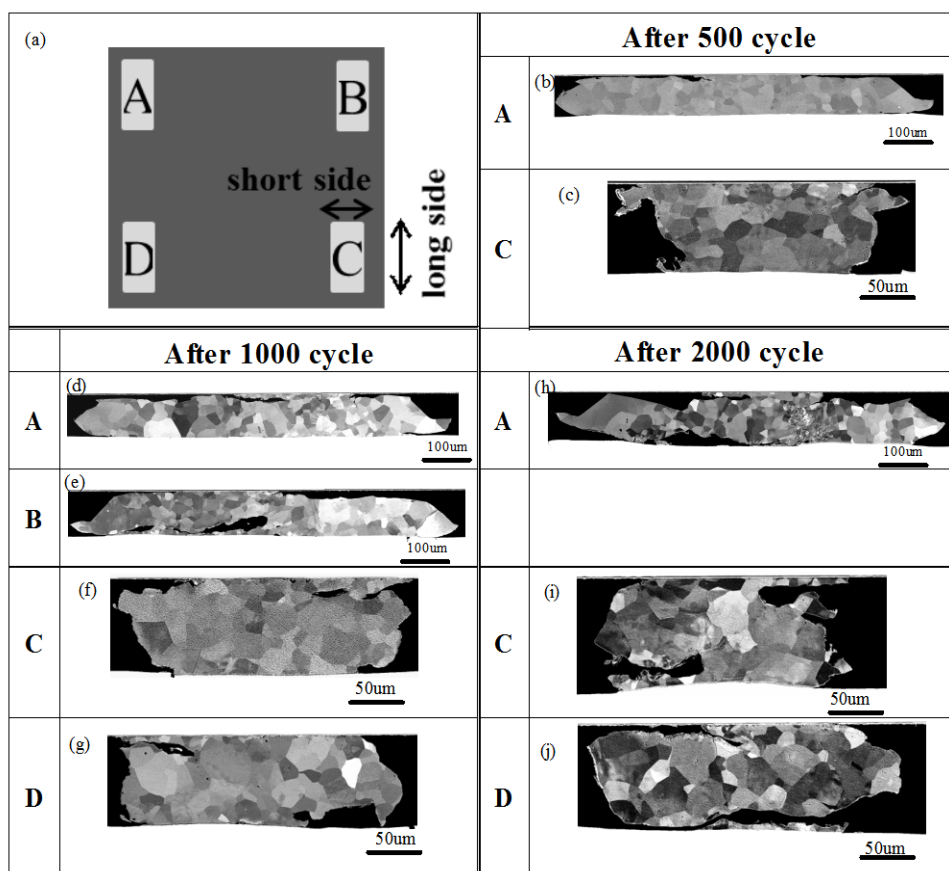 (a)
A
B
short side
long side
D
C
After 500 cycle
A
(b)
100um
C
(c)
50um
After 1000 cycle
After 2000 cycle
A
(d)
100um
A
(h)
100um
B
(e)
100um
C
(f)
50um
C
(i)
50um
D
(g)
50um
D
(j)
50um